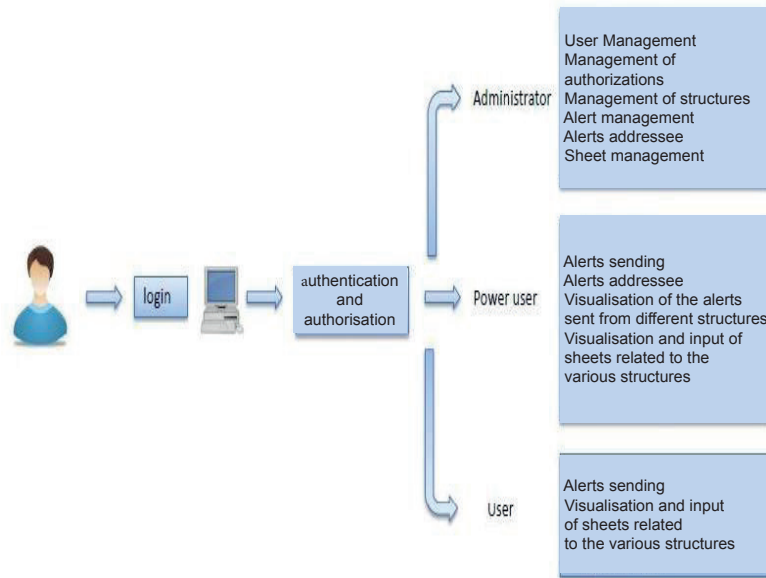 login
authentication
and
authorisation
Administrator
User Management
Management of
authorizations
Management of structures
Alert management
Alerts addressee
Sheet management
Power user
Alerts sending
Alerts addressee
Visualisation of the alerts
sent from different structures
Visualisation and input of
sheets related to the
various structures
User
Alerts sending
Visualisation and input
of sheets related
to the various structures